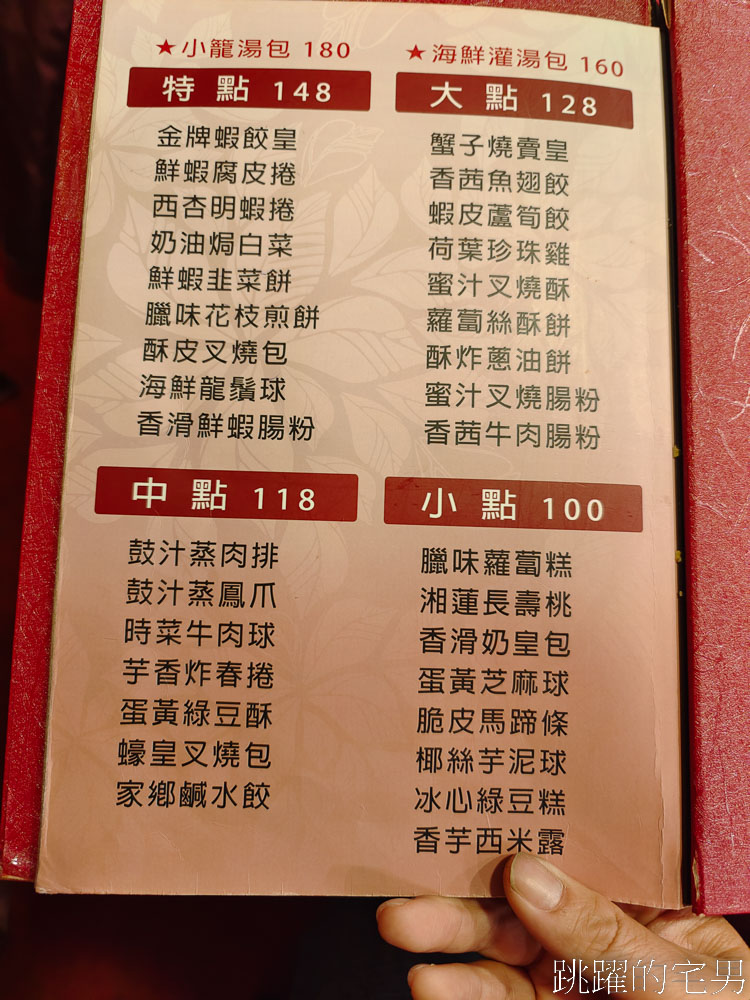 ★小籠湯包 180
特點 148
金牌蝦餃皇
鮮蝦腐皮捲
西杏明蝦捲
奶油焗白菜
鮮蝦韭菜餅
臘味花枝煎餅
酥皮叉燒包
海鮮龍鬚球
香滑鮮蝦腸粉
★海鮮灌湯包 160
大點 128
蟹子燒賣皇
香茜魚翅餃
蝦皮蘆筍餃
荷葉珍珠雞
蜜汁叉燒酥
蘿蔔絲酥餅
酥炸蔥油餅
蜜汁叉燒腸粉
香茜牛肉腸粉
中點 118
鼓汁蒸肉排
鼓汁蒸鳳爪
時菜牛肉球
芋香炸春捲
蛋黃綠豆酥
蠔皇叉燒包
家鄉鹹水餃
小點 100
臘味蘿蔔糕
湘蓮長壽桃
香滑奶皇包
蛋黃芝麻球
脆皮馬蹄條
椰絲芋泥球
冰心綠豆糕
香芋西米露
跳躍的宅男